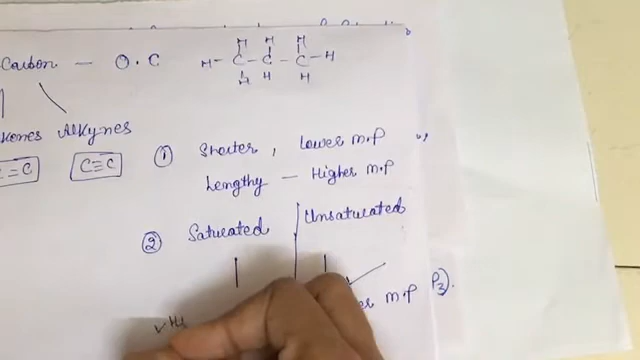 Carbon — O.C
H H H
H - C - C - C - H
H H H
Alkynes
C≡C
① Shorter, Lower M.P
Lengthy — Higher M.P
② Saturated Unsaturated
M.P